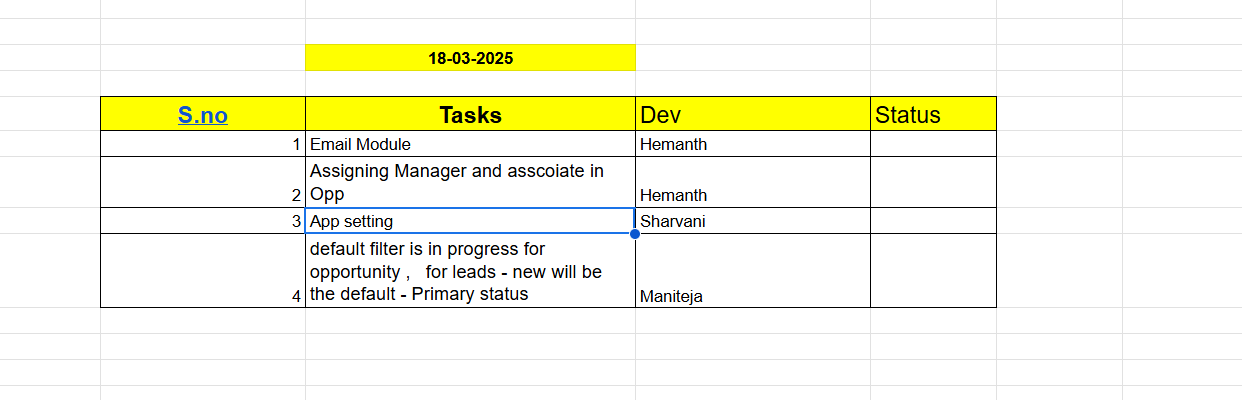 18-03-2025
S.no Tasks Dev Status
1 Email Module Hemanth
Assigning Manager and asscoiate in
2 Opp Hemanth
3 App setting Sharvani
default filter is in progress for
opportunity , for leads - new will be
4 the default - Primary status Maniteja